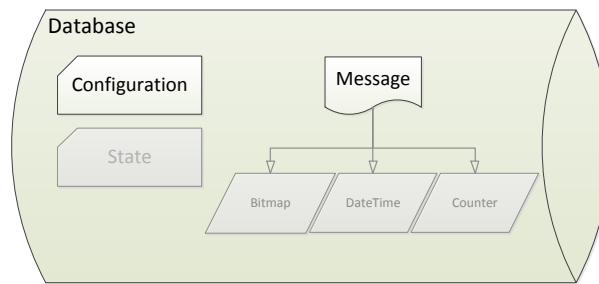 Database
Configuration
Message
State
Bitmap
DateTime
Counter